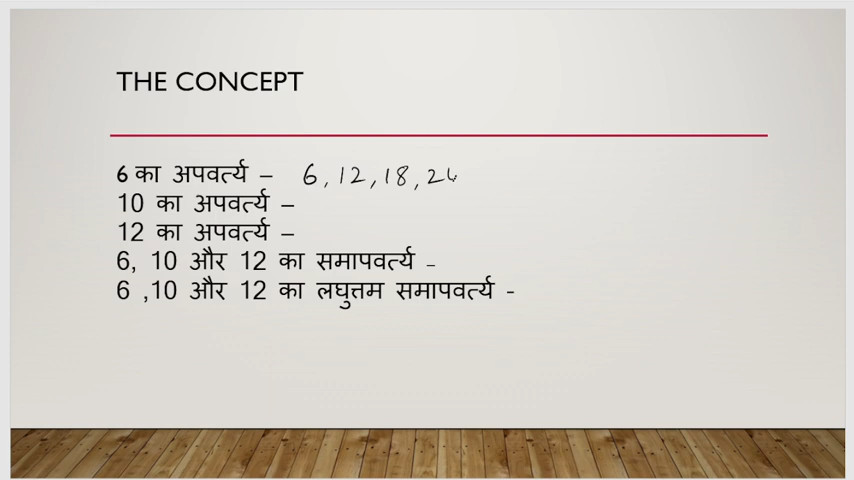 THE CONCEPT
6 का अपवर्त्य – 6, 12, 18, 24
10 का अपवर्त्य –
12 का अपवर्त्य –
6, 10 और 12 का समापवर्त्य -
6 ,10 और 12 का लघुत्तम समापवर्त्य -